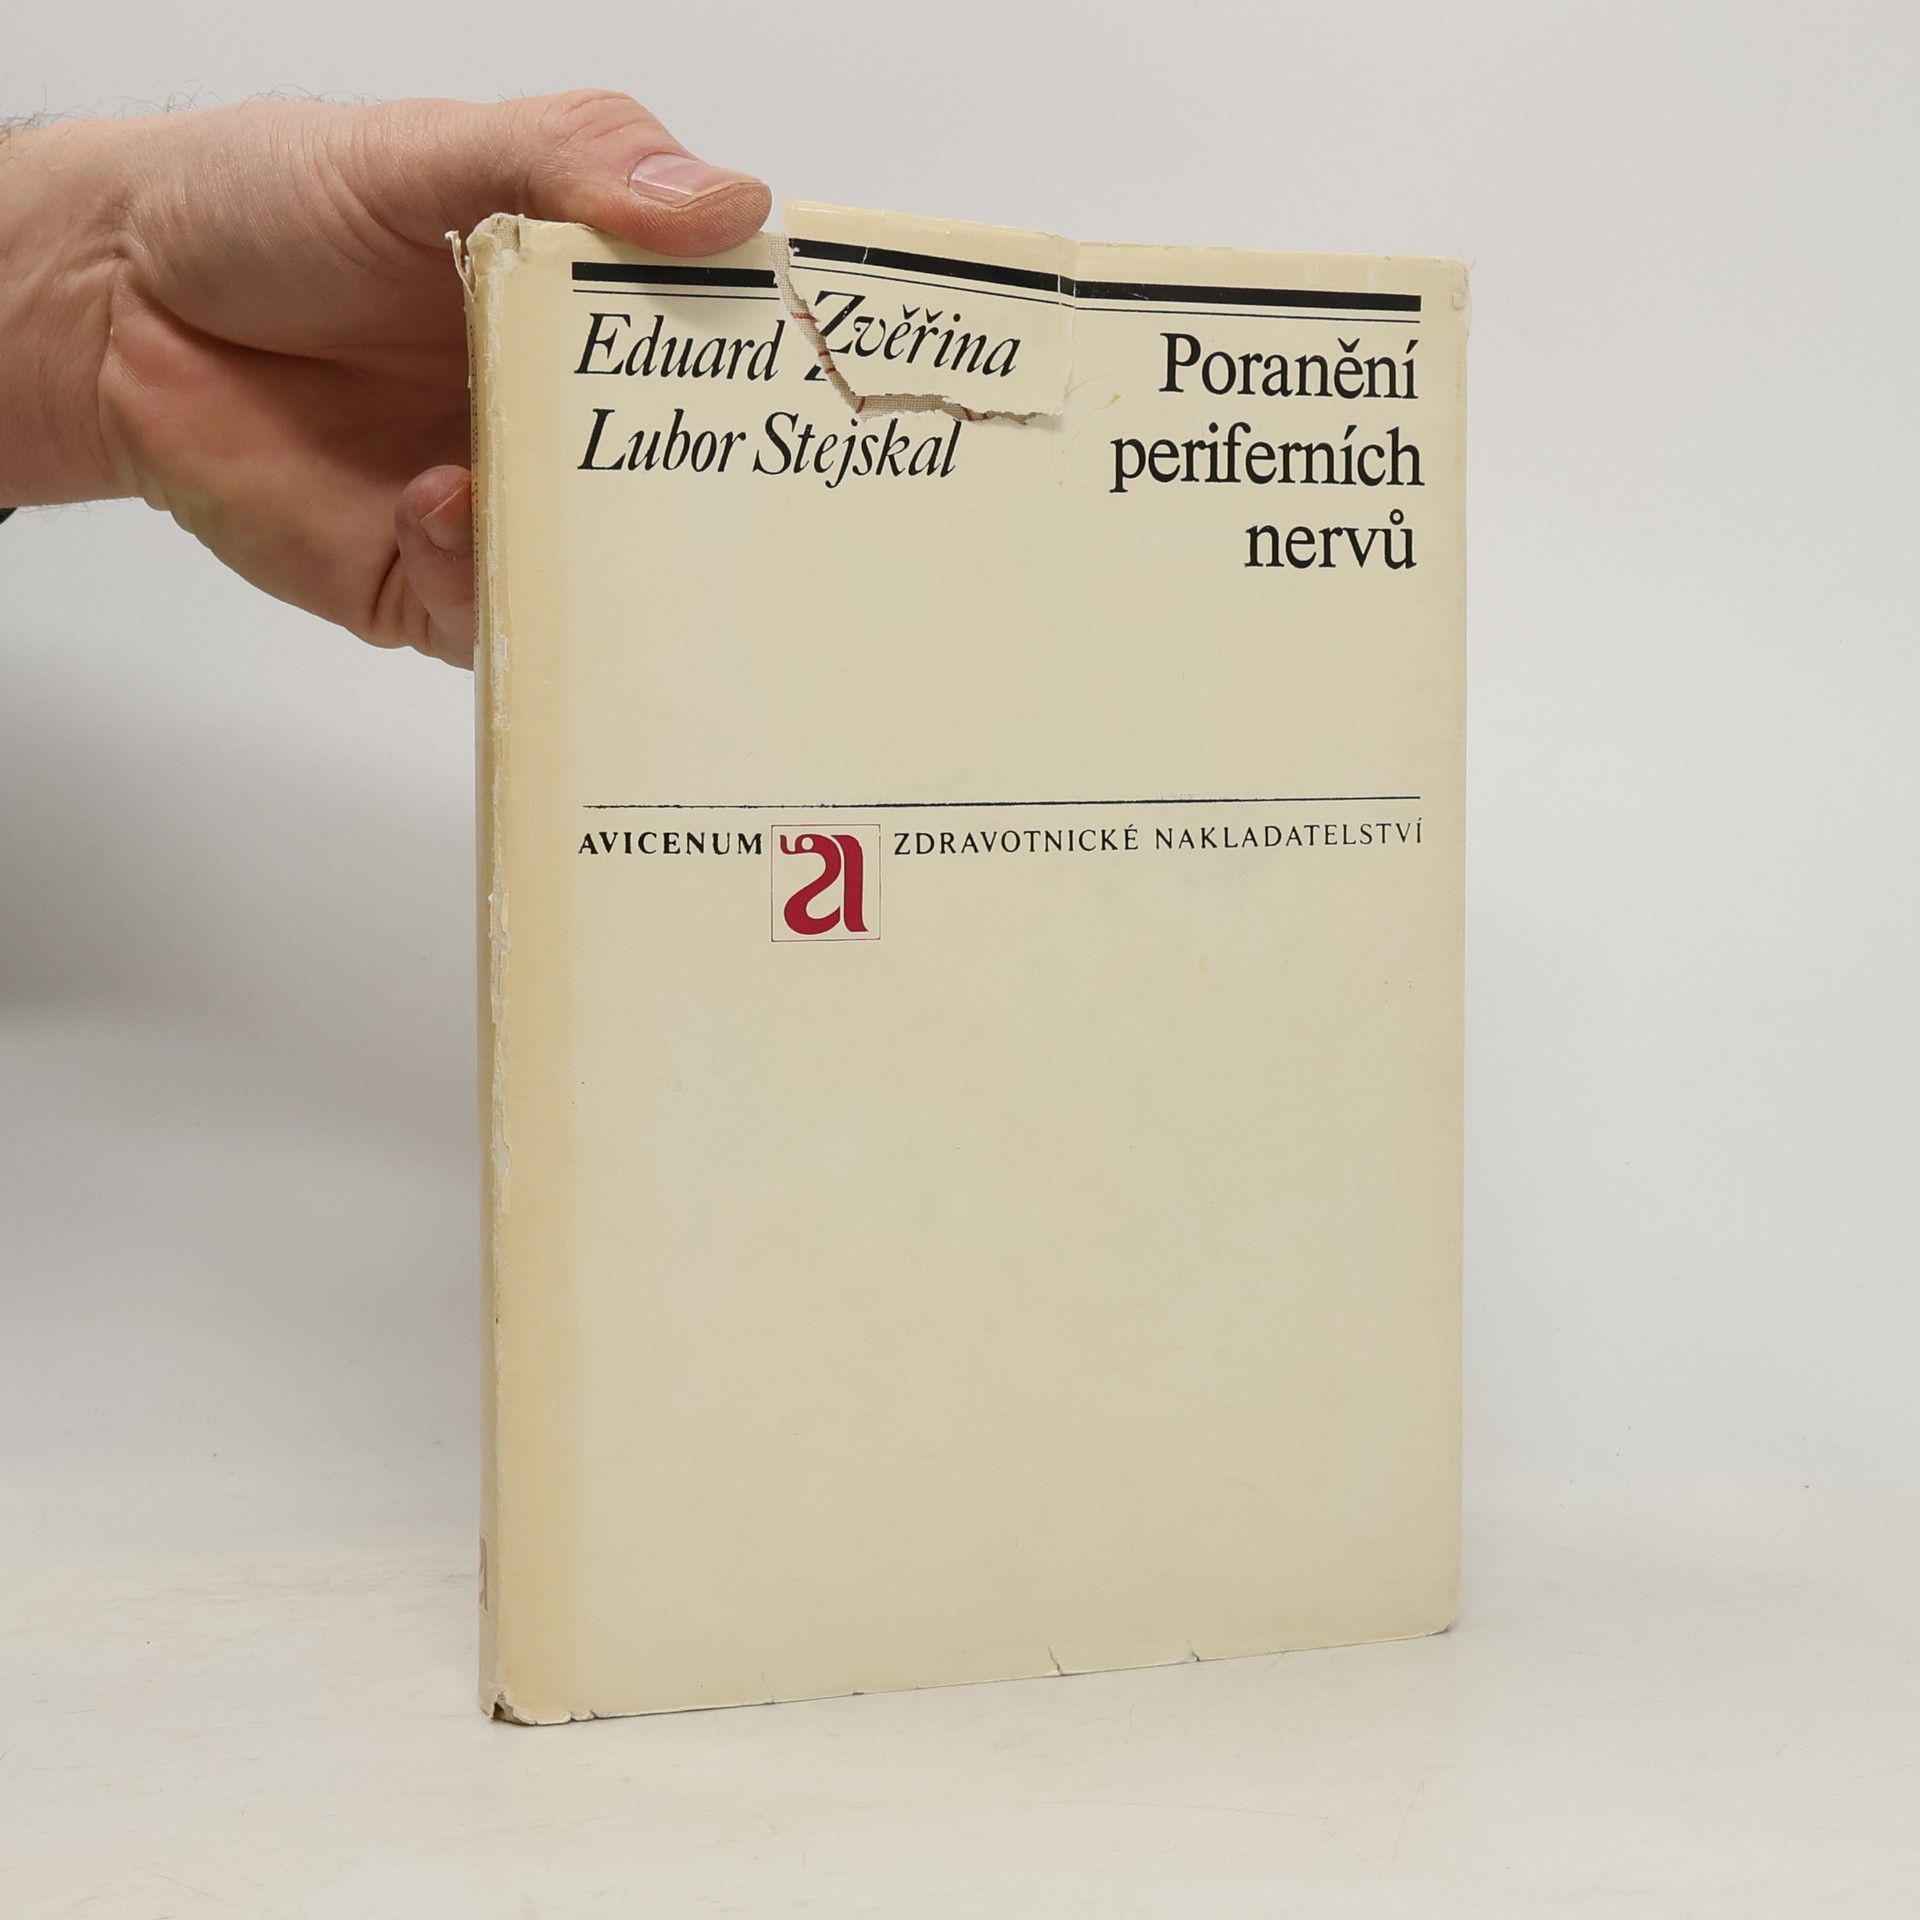 Eduard Zvěřina
Lubor Stejskal
Poranění
periferních
nervů
AVICENUM ZDRAVOTNICKÉ NAKLADATELSTVÍ